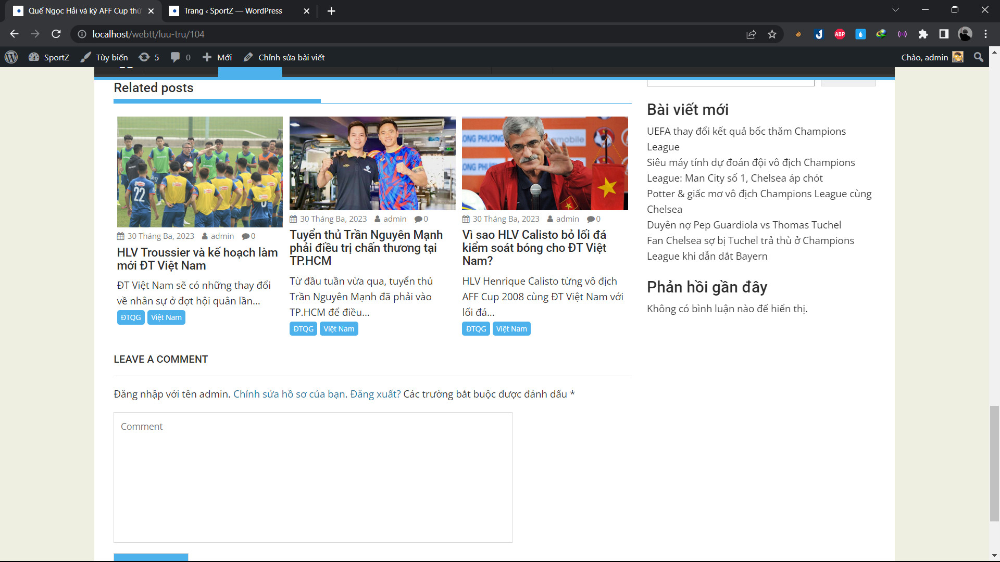 Quế Ngọc Hải và kỳ AFF Cup thứ
Trang ‹ SportZ — WordPress
localhost/webtt/luu-tru/104
ABP
SportZ
Tùy biến
5
0
Mới
Chỉnh sửa bài viết
Chào, admin
Related posts
22
LONG PHƯƠNG
30 Tháng Ba, 2023 admin 0
HLV Troussier và kế hoạch làm
mới ĐT Việt Nam
ĐT Việt Nam sẽ có những thay đổi
về nhân sự ở đợt hội quân lần...
ĐTQG Việt Nam
30 Tháng Ba, 2023 admin 0
Tuyển thủ Trần Nguyên Mạnh
phải điều trị chấn thương tại
TP.HCM
Từ đầu tuần vừa qua, tuyển thủ
Trần Nguyên Mạnh đã phải vào
TP.HCM để điều...
ĐTQG Việt Nam
30 Tháng Ba, 2023 admin 0
Vì sao HLV Calisto bỏ lối đá
kiểm soát bóng cho ĐT Việt
Nam?
HLV Henrique Calisto từng vô địch
AFF Cup 2008 cùng ĐT Việt Nam với
lối đá...
ĐTQG Việt Nam
LEAVE A COMMENT
Đăng nhập với tên admin. Chỉnh sửa hồ sơ của bạn. Đăng xuất? Các trường bắt buộc được đánh dấu *
Comment
Bài viết mới
UEFA thay đổi kết quả bốc thăm Champions
League
Siêu máy tính dự đoán đội vô địch Champions
League: Man City số 1, Chelsea áp chót
Potter & giấc mơ vô địch Champions League cùng
Chelsea
Duyên nợ Pep Guardiola vs Thomas Tuchel
Fan Chelsea sợ bị Tuchel trả thù ở Champions
League khi dẫn dắt Bayern
Phản hồi gần đây
Không có bình luận nào để hiển thị.